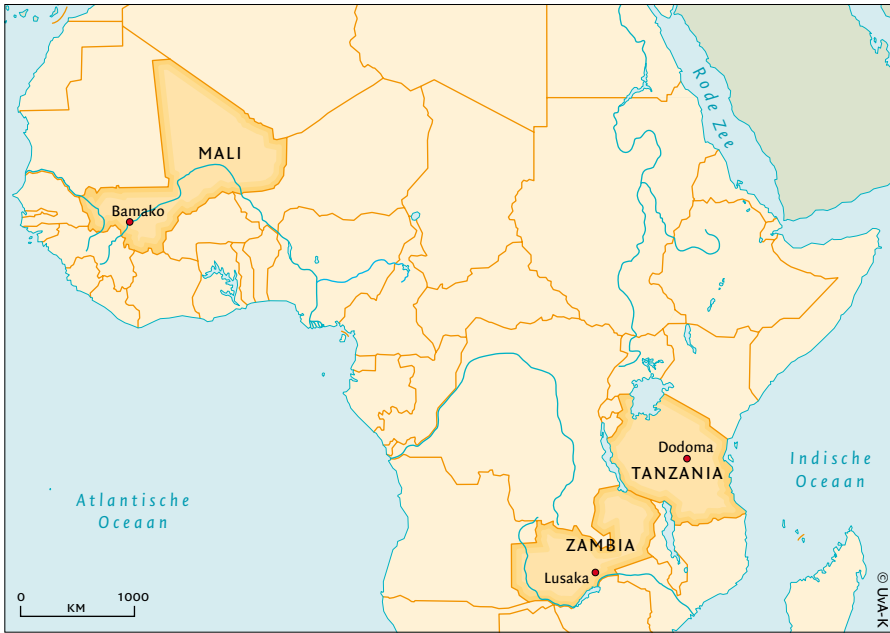 Rode Zee
MALI
Bamako
Dodoma
TANZANIA
Indische
Oceaan
Atlantische
Oceaan
ZAMBIA
Lusaka
0 1000
KM
© UvA-K